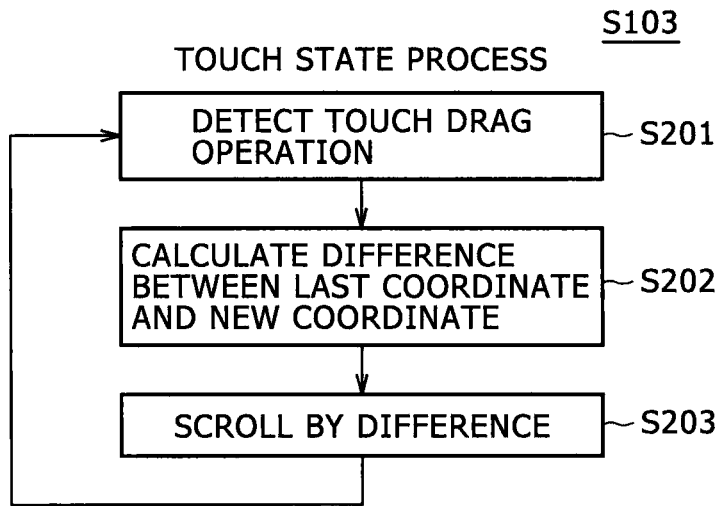 S103
TOUCH STATE PROCESS
DETECT TOUCH DRAG
OPERATION
S201
CALCULATE DIFFERENCE
BETWEEN LAST COORDINATE
AND NEW COORDINATE
S202
SCROLL BY DIFFERENCE
S203